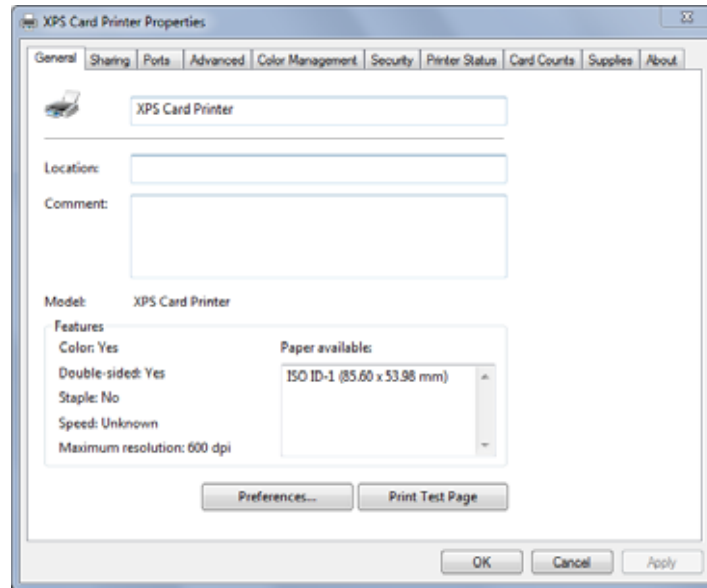 XPS Card Printer Properties
General Sharing Ports Advanced Color Management Security Printer Status Card Counts Supplies About
XPS Card Printer
Location:
Comment:
Model: XPS Card Printer
Features
Color: Yes
Paper available:
Double-sided: Yes
ISO ID-1 (85.60 x 53.98 mm)
Staple: No
Speed: Unknown
Maximum resolution: 600 dpi
Preferences... Print Test Page
OK Cancel Apply